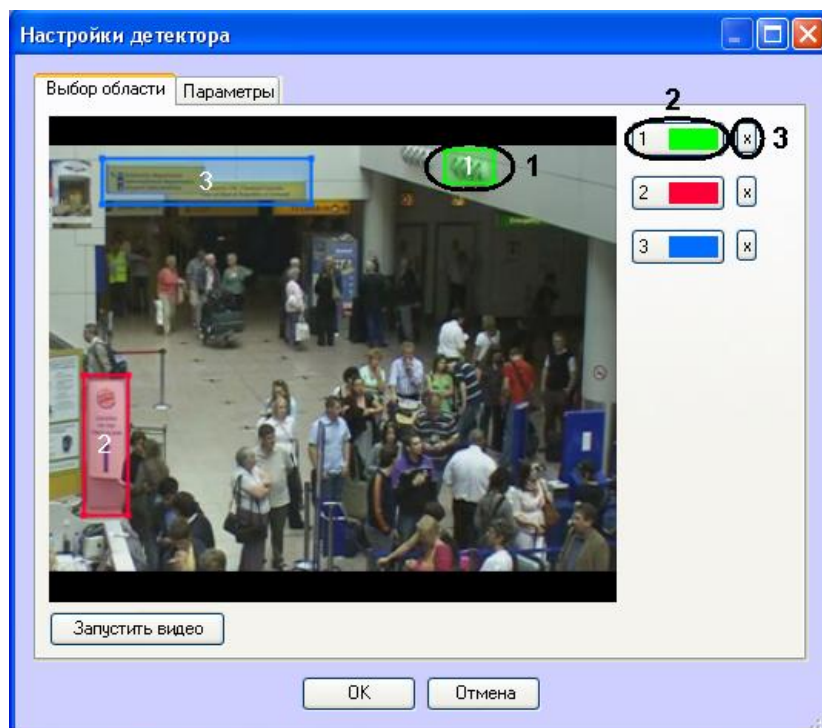 Настройки детектора
Выбор области
Параметры
2
1 x 3
1 1
3
2 x
3 x
2
Запустить видео
OK
Отмена